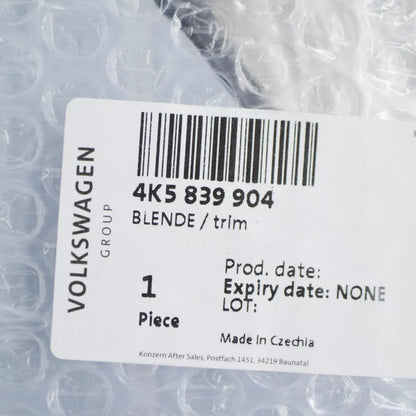 VOLKSWAGEN
GROUP
4K5 839 904
BLENDE / trim
1
Piece
Prod. date:
Expiry date: NONE
LOT:
Made In Czechia
Konzern After Sales, Postfach 1451, 34219 Baunatal